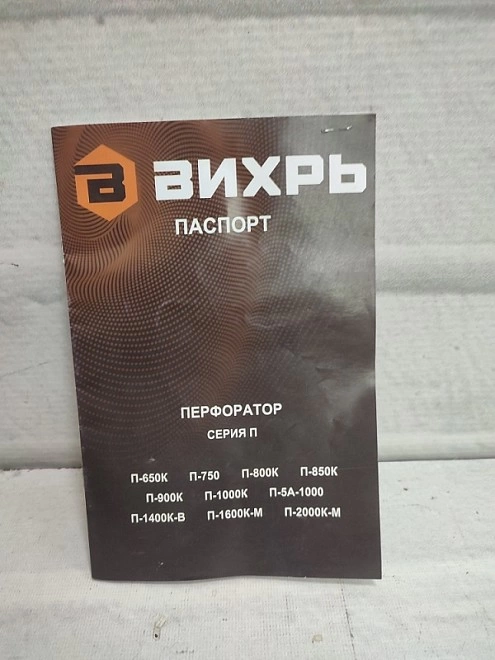 В ВИХРЬ
ПАСПОРТ
ПЕРФОРАТОР
СЕРИЯ П
П-650К П-750 П-800К П-850К
П-900К П-1000К П-5А-1000
П-1400К-В П-1600К-М П-2000К-М